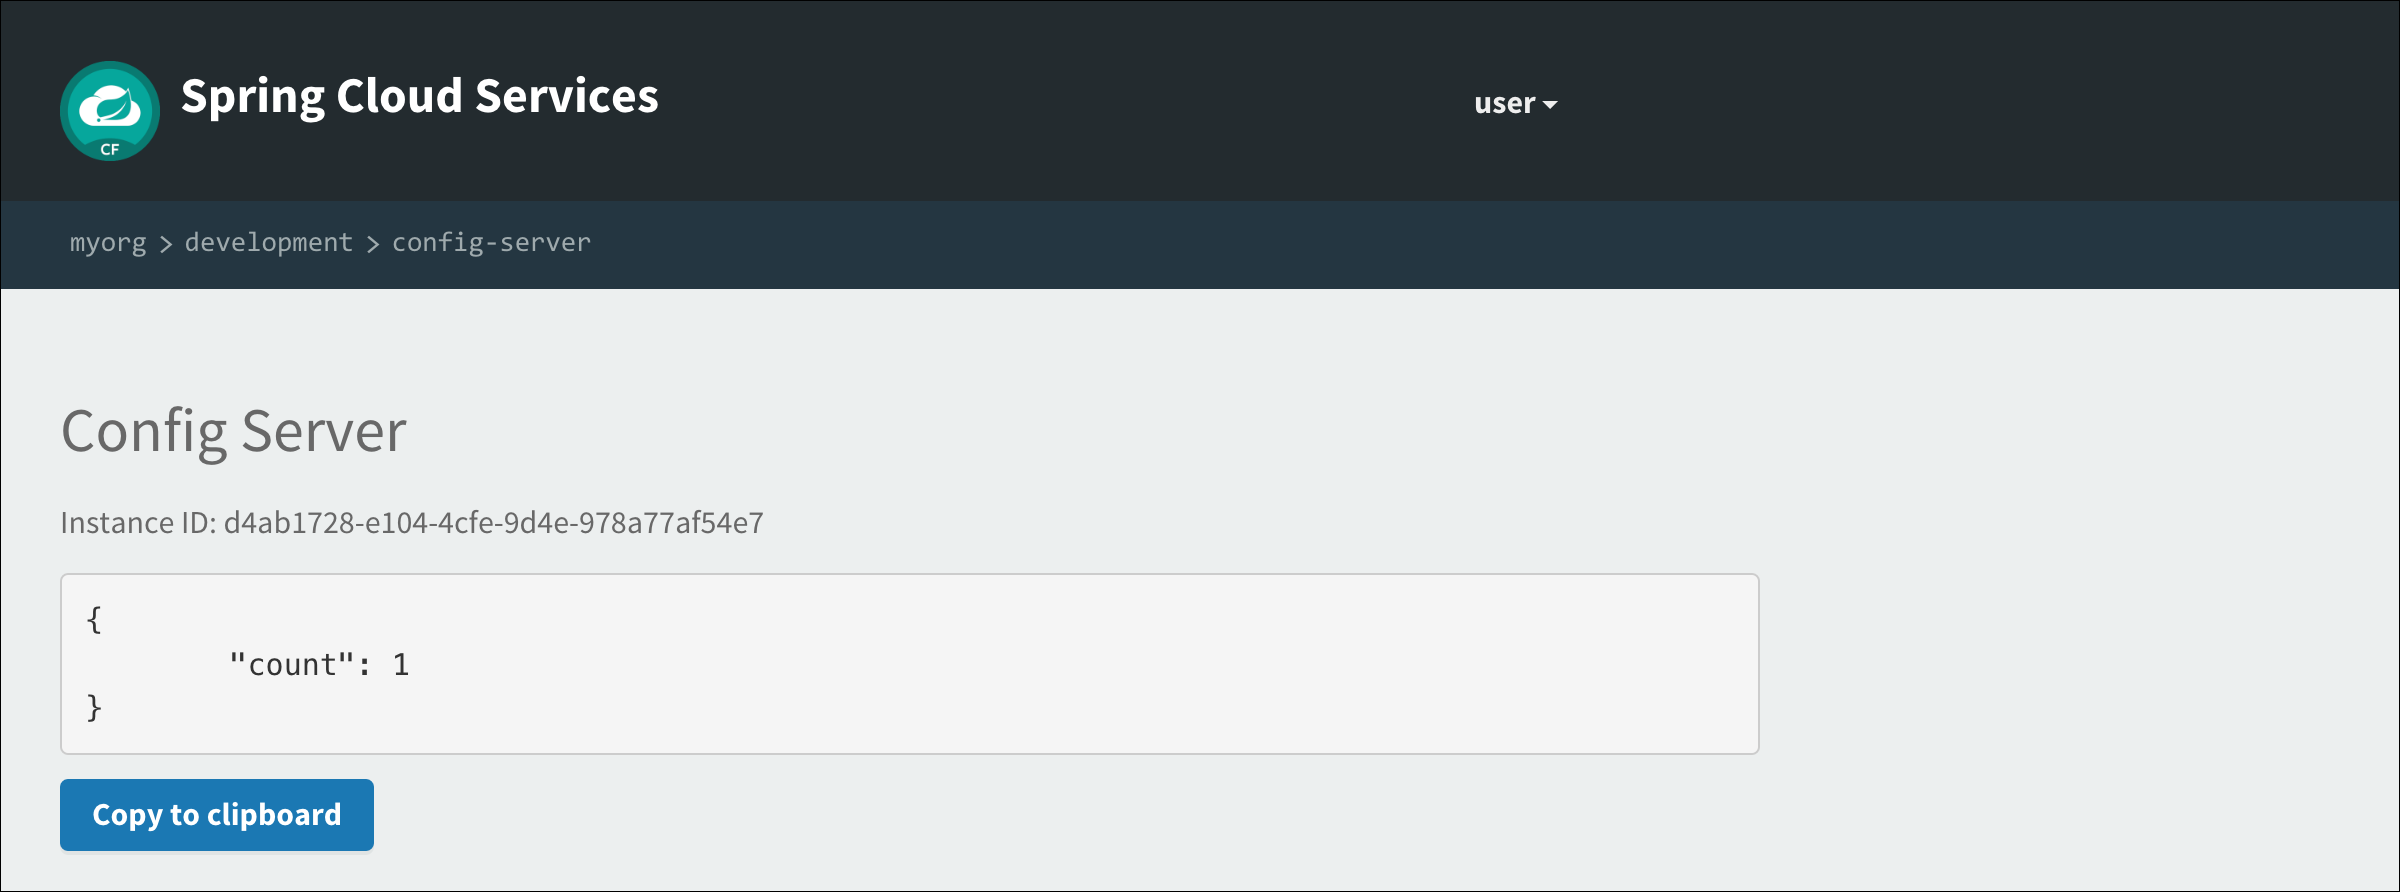 Spring Cloud Services
user
CF
myorg > development > config-server
Config Server
Instance ID: d4ab1728-e104-4cfe-9d4e-978a77af54e7
{
"count": 1
}
Copy to clipboard